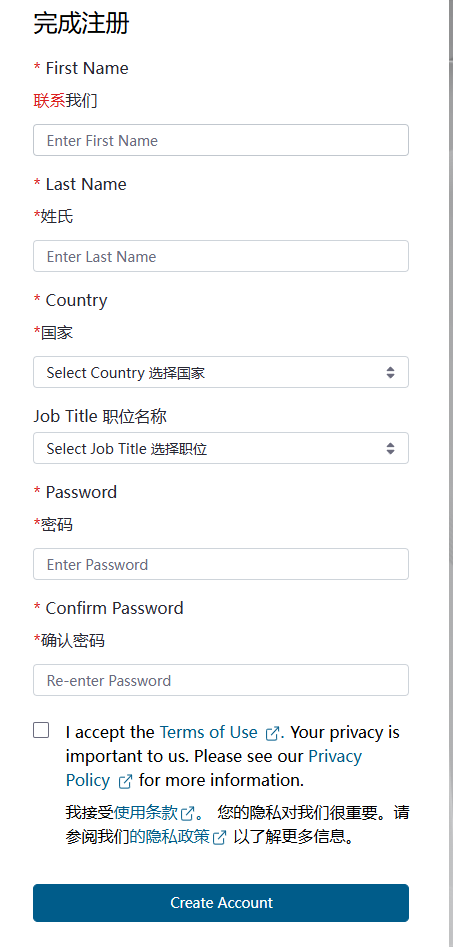 完成注册
* First Name
联系我们
Enter First Name
* Last Name
*姓氏
Enter Last Name
* Country
*国家
Select Country 选择国家
Job Title 职位名称
Select Job Title 选择职位
* Password
*密码
Enter Password
* Confirm Password
*确认密码
Re-enter Password
I accept the Terms of Use . Your privacy is
important to us. Please see our Privacy
Policy for more information.
我接受使用条款。 您的隐私对我们很重要。请
参阅我们的隐私政策 以了解更多信息。
Create Account